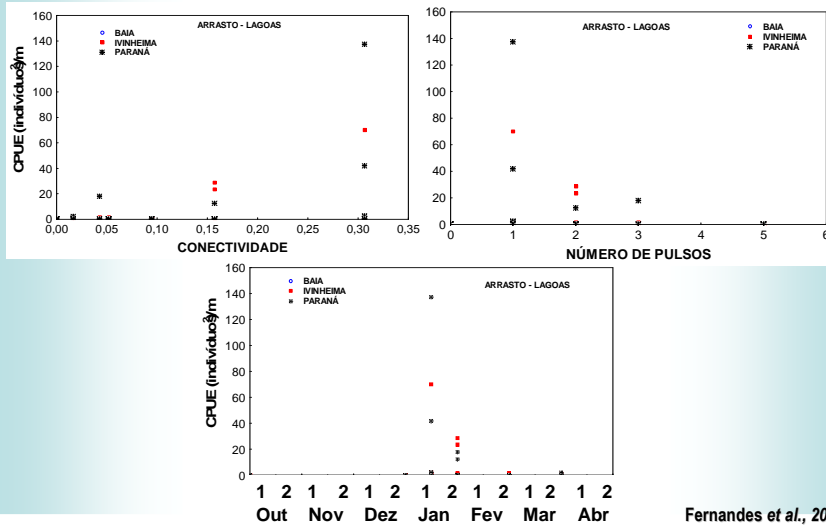 ARRASTO - LAGOAS
BAIA
IVINHEIMA
PARANÁ
CPUE (indivíduos/m²
160
140
120
100
80
60
40
20
0
0,00 0,05 0,10 0,15 0,20 0,25 0,30 0,35
CONECTIVIDADE
ARRASTO - LAGOAS
BAIA
IVINHEIMA
PARANÁ
160
140
120
100
80
60
40
20
0
0 1 2 3 4 5 6
NÚMERO DE PULSOS
ARRASTO - LAGOAS
BAIA
IVINHEIMA
PARANÁ
CPUE (indivíduos/m²
160
140
120
100
80
60
40
20
0
1 2 1 2 1 2 1 2 1 2 1 2 1 2
Out Nov Dez Jan Fev Mar Abr
Fernandes et al., 20